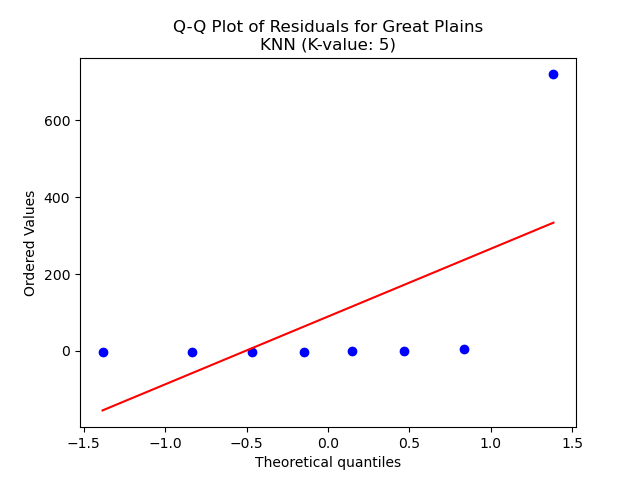 Q-Q Plot of Residuals for Great Plains
KNN (K-value: 5)
Ordered Values
600
400
200
0
−1.5 −1.0 −0.5 0.0 0.5 1.0 1.5
Theoretical quantiles